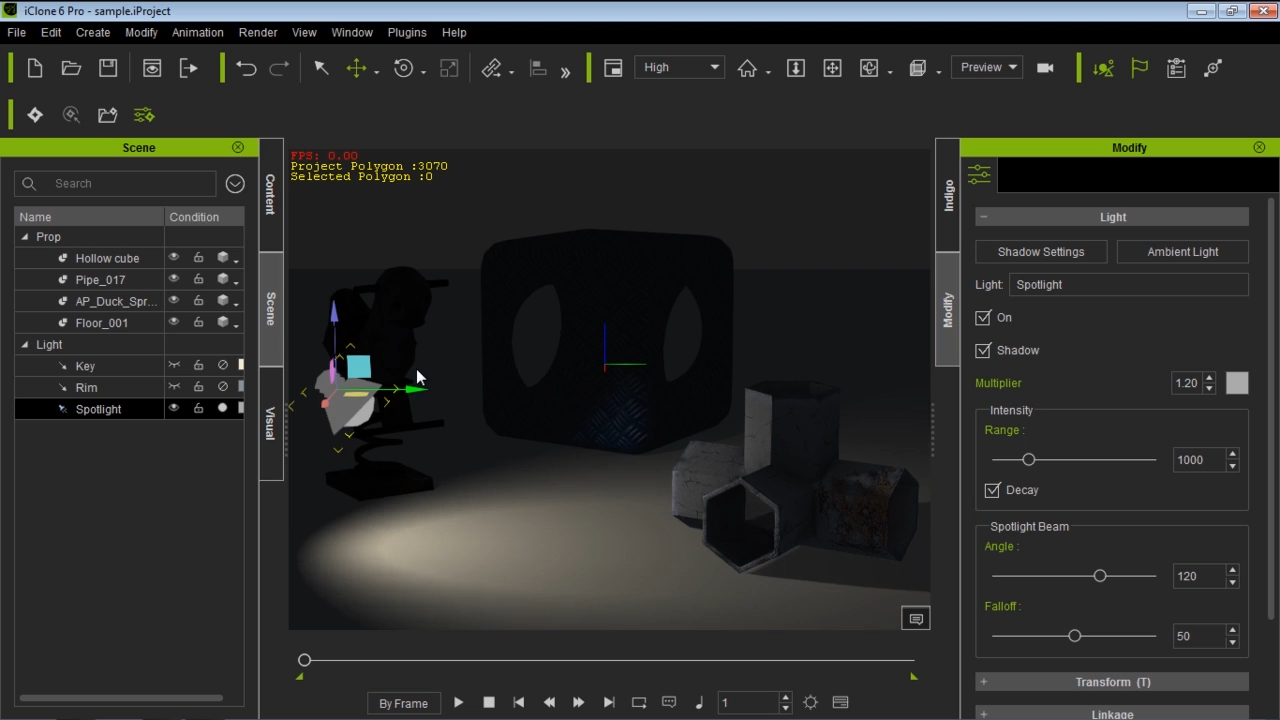 iClone 6 Pro - sample.iProject
File Edit Create Modify Animation Render View Window Plugins Help
High
Preview
Scene
Search
Name Condition
Prop
Hollow cube
Pipe_017
AP_Duck_Spr...
Floor_001
Light
Key
Rim
Spotlight
Content
Scene
Visual
FPS: 0.00
Project Polygon :3070
Selected Polygon :0
By Frame
1
Indigo
Modify
Modify
Light
Shadow Settings Ambient Light
Light: Spotlight
On
Shadow
Multiplier 1.20
Intensity
Range :
1000
Decay
Spotlight Beam
Angle :
120
Falloff :
50
Transform (T)
Linkage